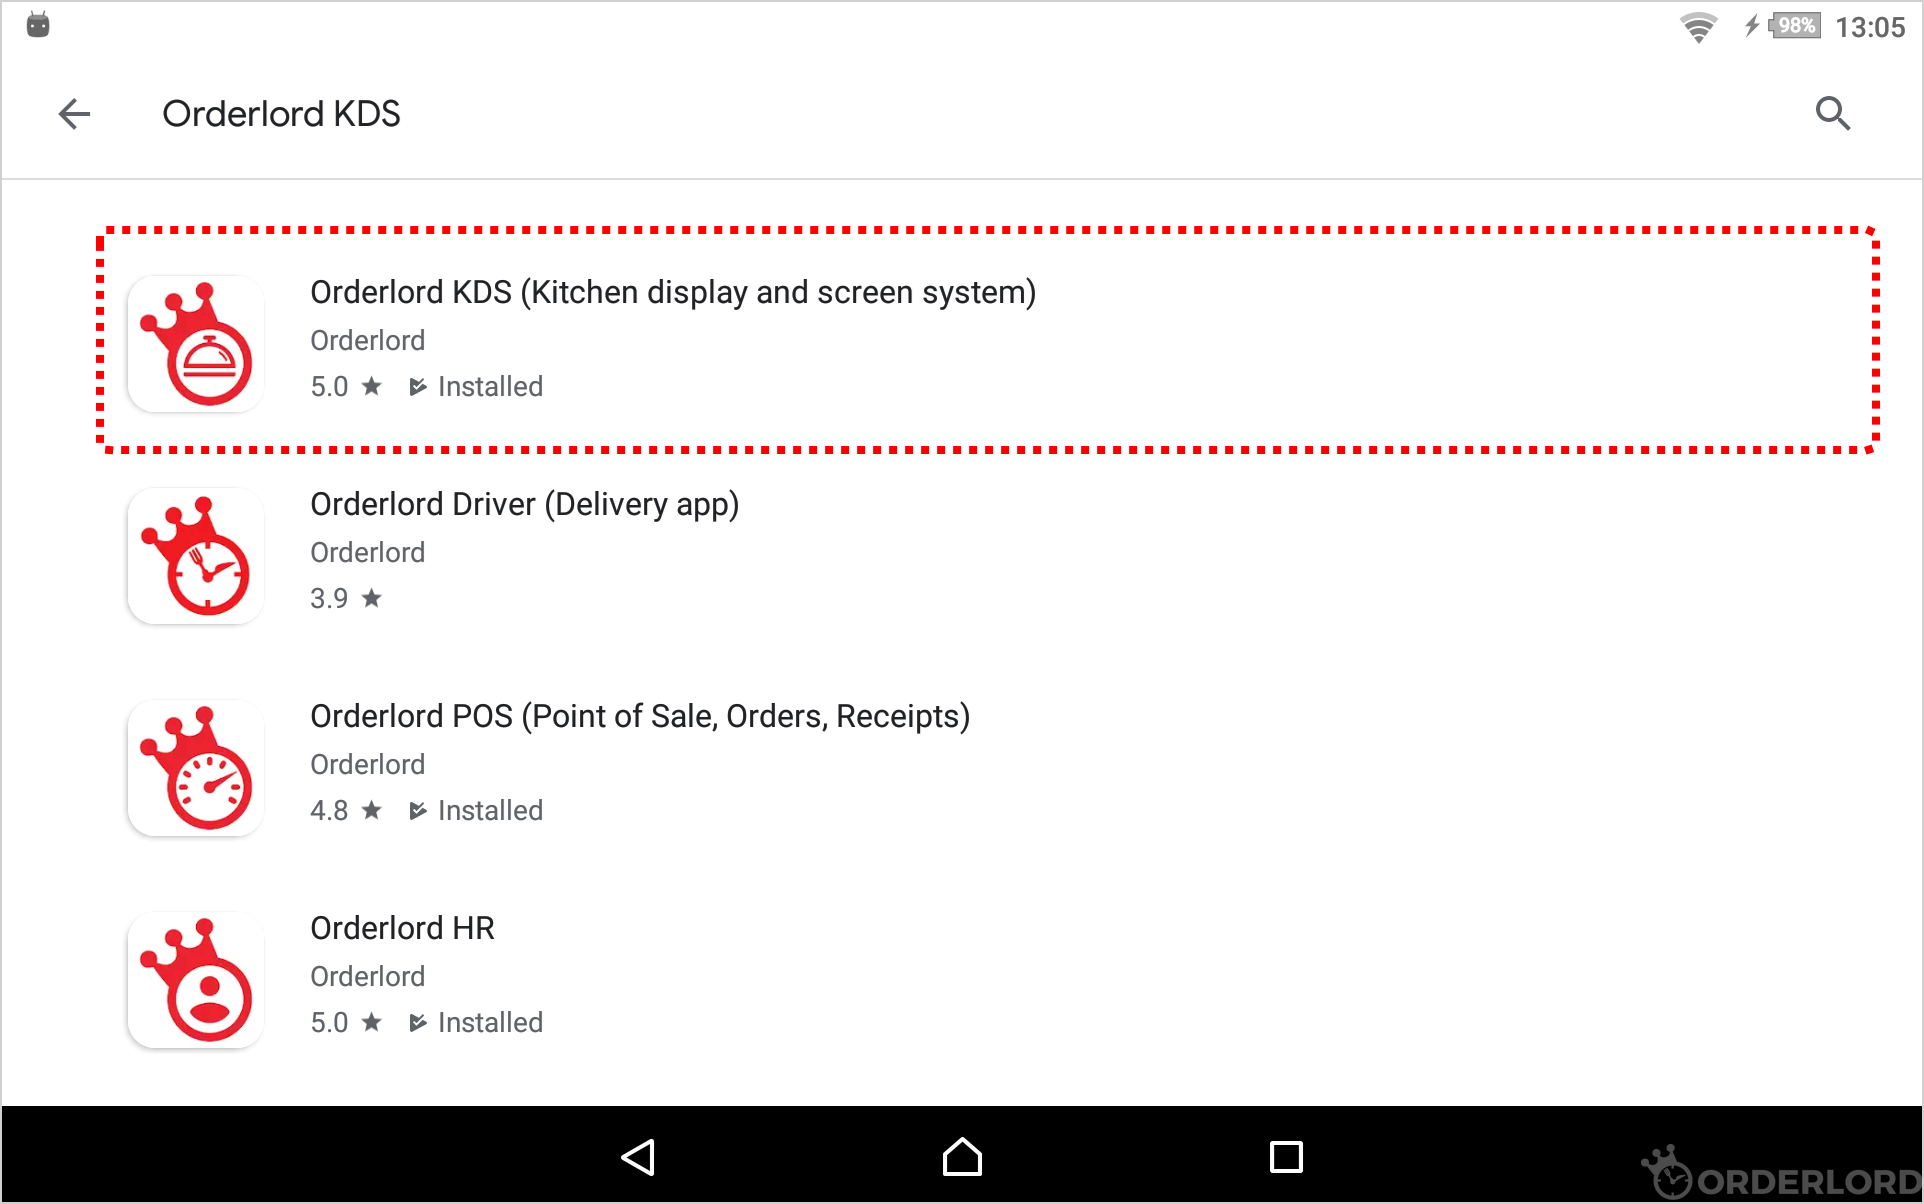 98% 13:05
Orderlord KDS
Orderlord KDS (Kitchen display and screen system)
Orderlord
5.0 ★ Installed
Orderlord Driver (Delivery app)
Orderlord
3.9 ★
Orderlord POS (Point of Sale, Orders, Receipts)
Orderlord
4.8 ★ Installed
Orderlord HR
Orderlord
5.0 ★ Installed
ORDERLORD